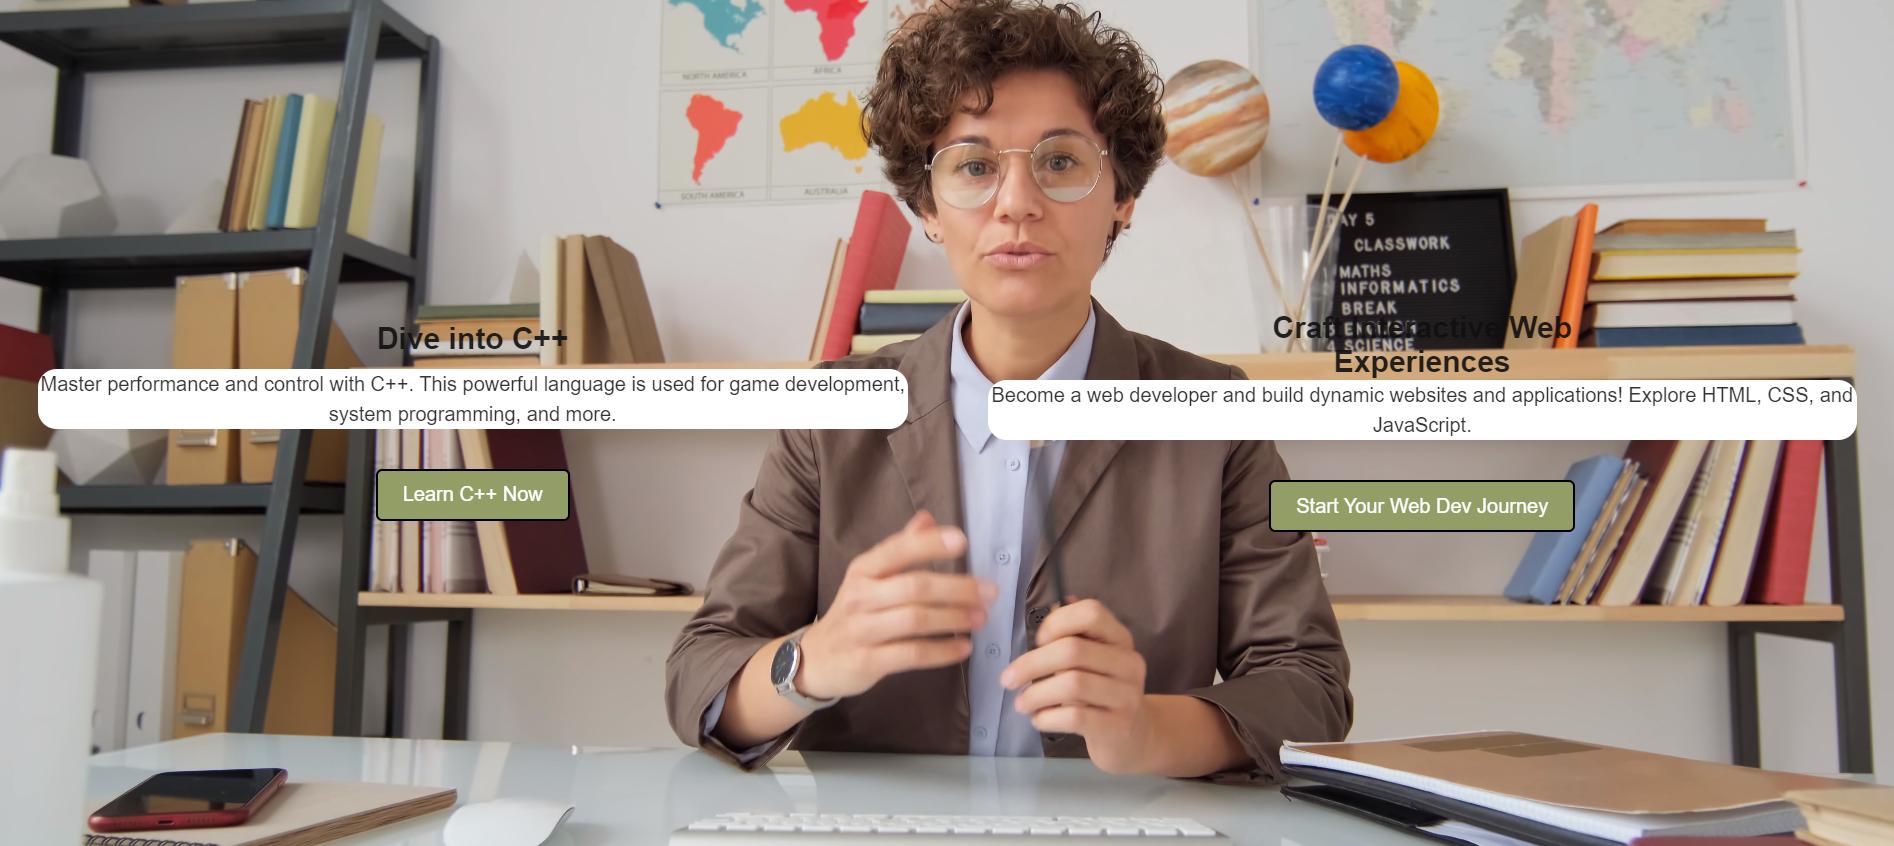 NORTH AMERICA
AFRICA
SOUTH AMERICA
AUSTRALIA
DAY 5
CLASSWORK
MATHS
INFORMATICS
BREAK
SCIENCE
Dive into C++
Master performance and control with C++. This powerful language is used for game development,
system programming, and more.
Learn C++ Now
Craft Interactive Web
Experiences
Become a web developer and build dynamic websites and applications! Explore HTML, CSS, and
JavaScript.
Start Your Web Dev Journey